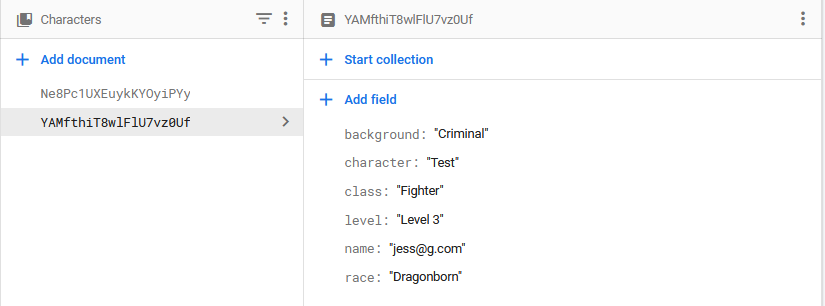 Characters
Add document
Ne8Pc1UXEuykKYOyiPYy
YAMfthiT8wlFlU7vz0Uf
YAMfthiT8wlFlU7vz0Uf
Start collection
Add field
background: "Criminal"
character: "Test"
class: "Fighter"
level: "Level 3"
name: "jess@g.com"
race: "Dragonborn"